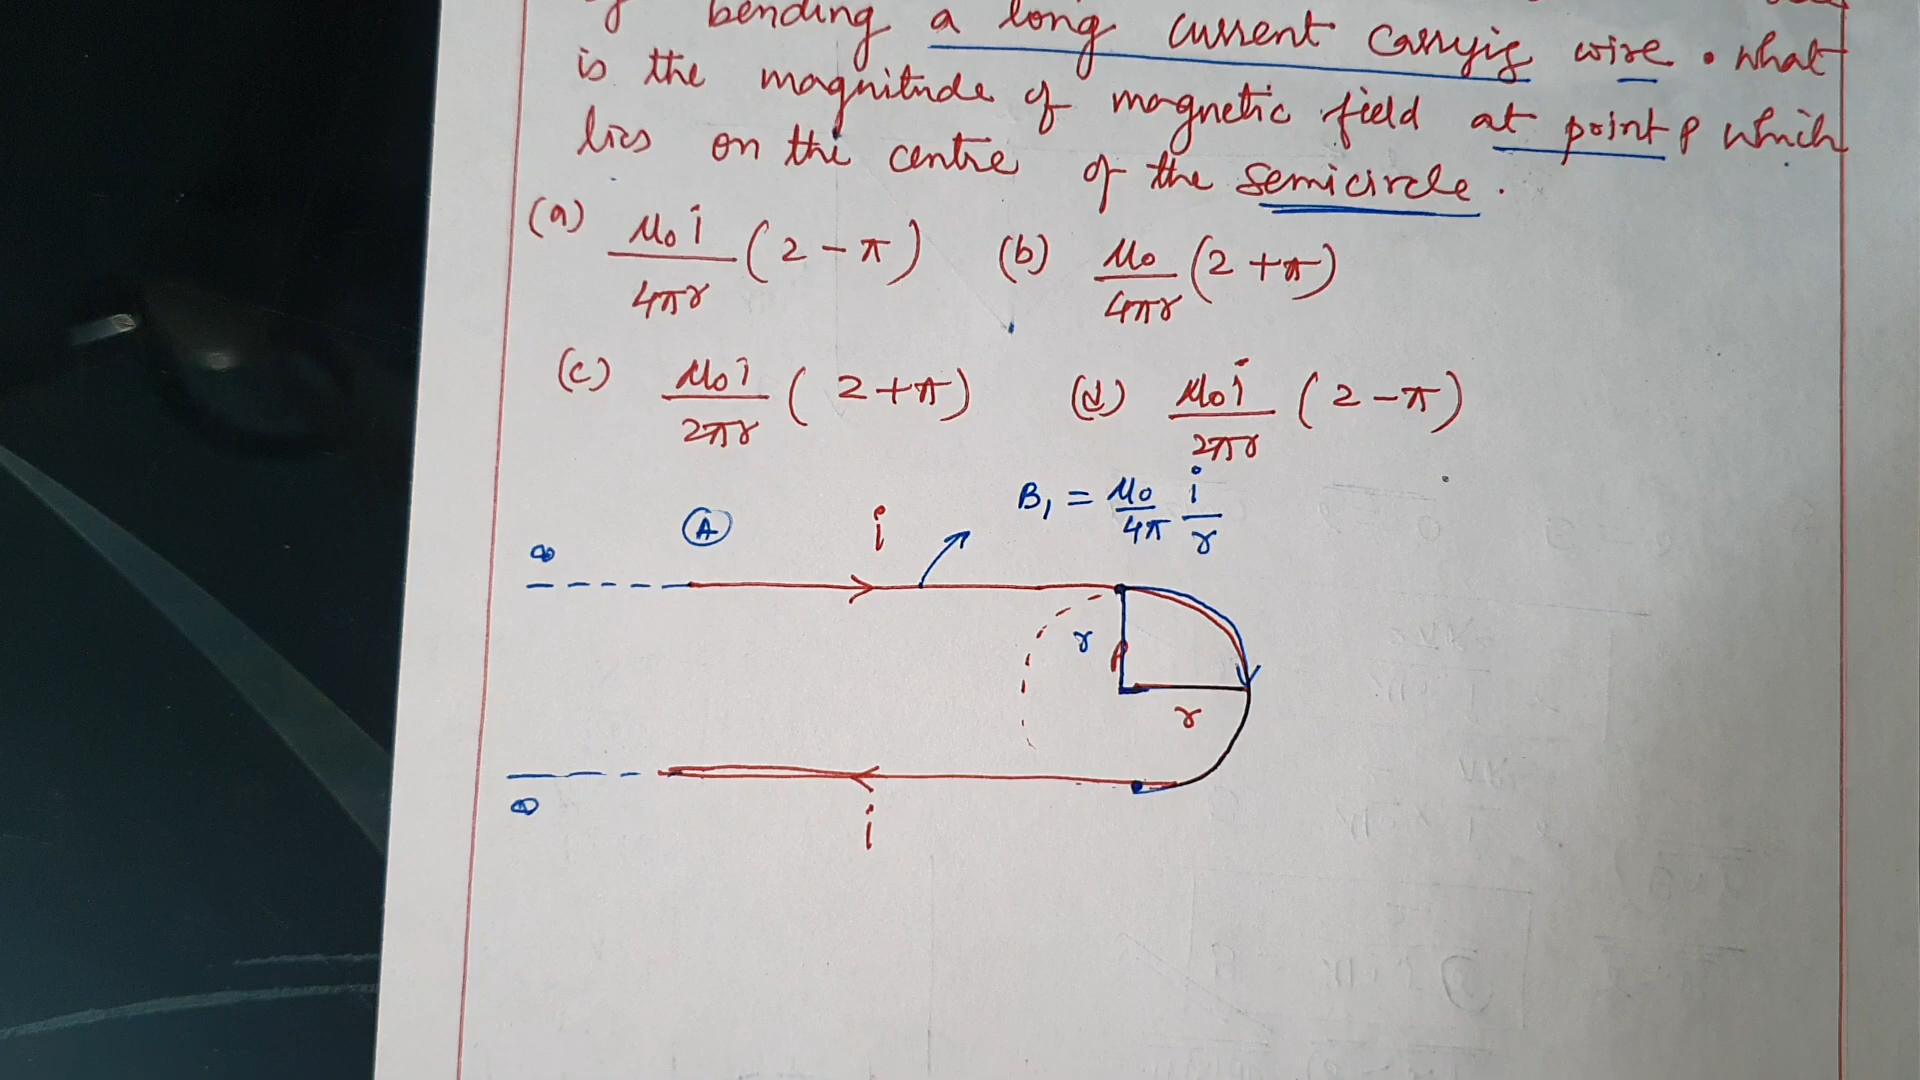 bending a long current carryig wire. what
is the magnitude of magnetic field at point P which
lies on the centre of the semicircle.
(a) μ₀i/4πr (2 - π) (b) μ₀/4πr (2 + π)
(c) μ₀i/2πr (2 + π) (d) μ₀i/2πr (2 - π)
B₁ = μ₀/4π i/r
A i
∞
r P
r
∞
i